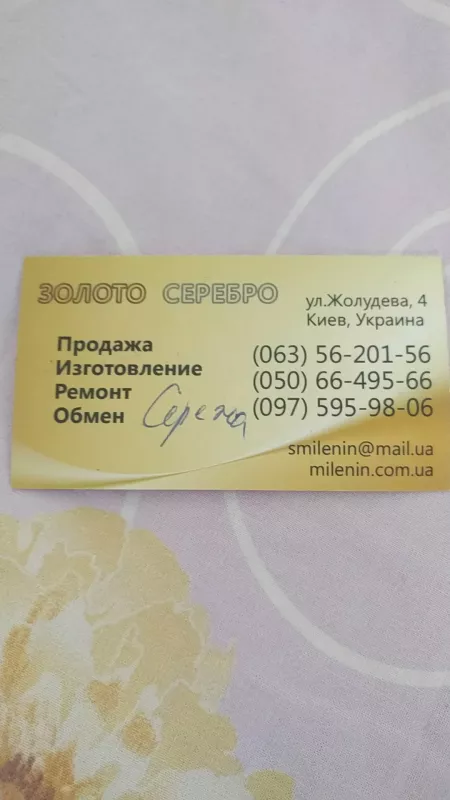 ЗОЛОТО СЕРЕБРО
ул.Жолудева, 4
Киев, Украина
Продажа
Изготовление
Ремонт
Обмен
Сережа
(063) 56-201-56
(050) 66-495-66
(097) 595-98-06
smilenin@mail.ua
milenin.com.ua